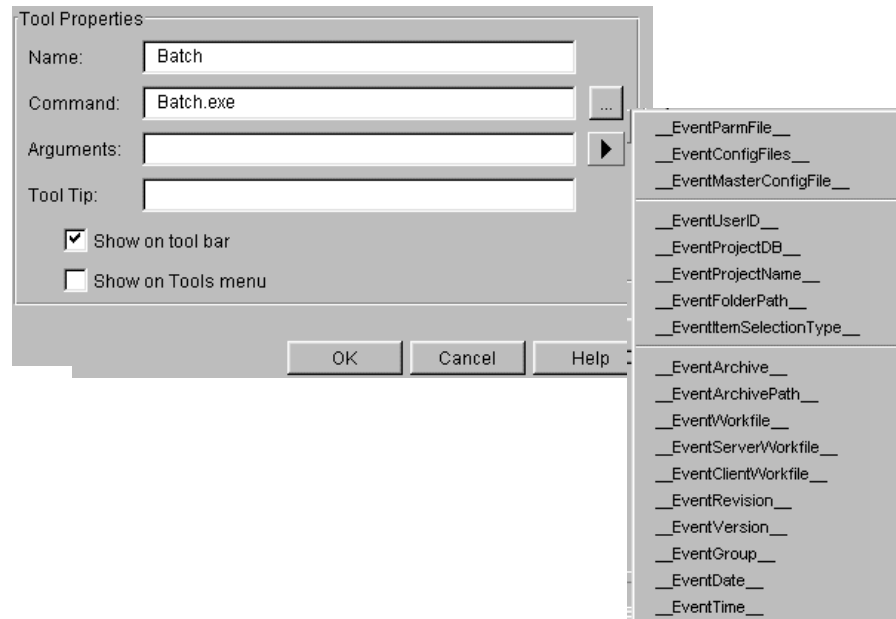 Tool Properties
Name: Batch
Command: Batch.exe ...
Arguments:
Tool Tip:
Show on tool bar
Show on Tools menu
OK Cancel Help
__EventParmFile__
__EventConfigFiles__
__EventMasterConfigFile__
__EventUserID__
__EventProjectDB__
__EventProjectName__
__EventFolderPath__
__EventItemSelectionType__
__EventArchive__
__EventArchivePath__
__EventWorkfile__
__EventServerWorkfile__
__EventClientWorkfile__
__EventRevision__
__EventVersion__
__EventGroup__
__EventDate__
__EventTime__